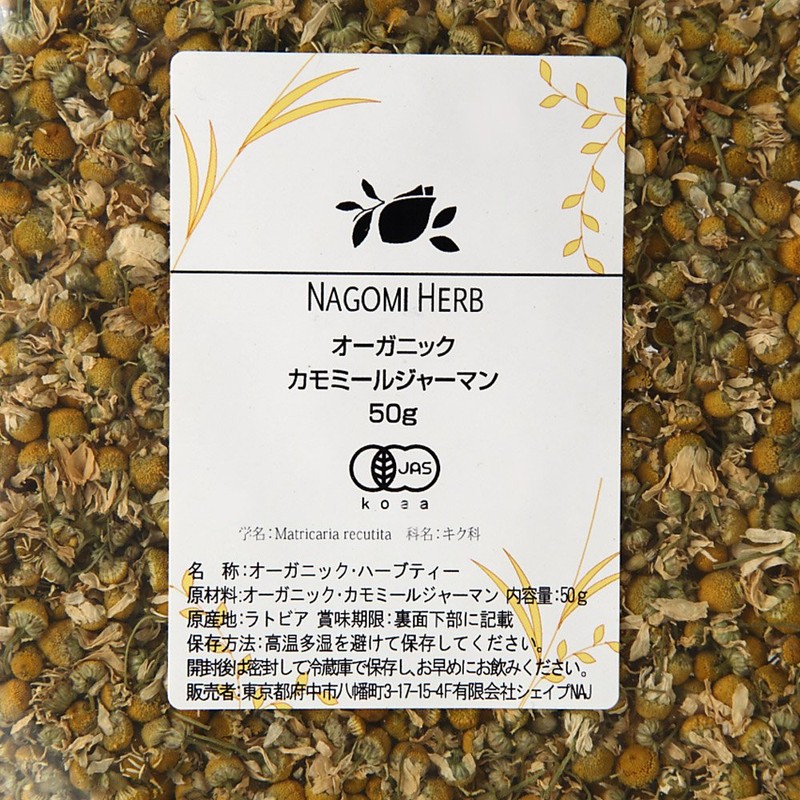 NAGOMI HERB
オーガニック
カモミールジャーマン
50g
JAS
koaa
学名:Matricaria recutita 科名:キク科
名 称:オーガニック・ハーブティー
原材料:オーガニック・カモミールジャーマン 内容量:50g
原産地:ラトビア 賞味期限:裏面下部に記載
保存方法:高温多湿を避けて保存してください。
開封後は密封して冷蔵庫で保存し、お早めにお飲みください。
販売者:東京都府中市八幡町3-17-15-4F有限会社シェイプNAJ